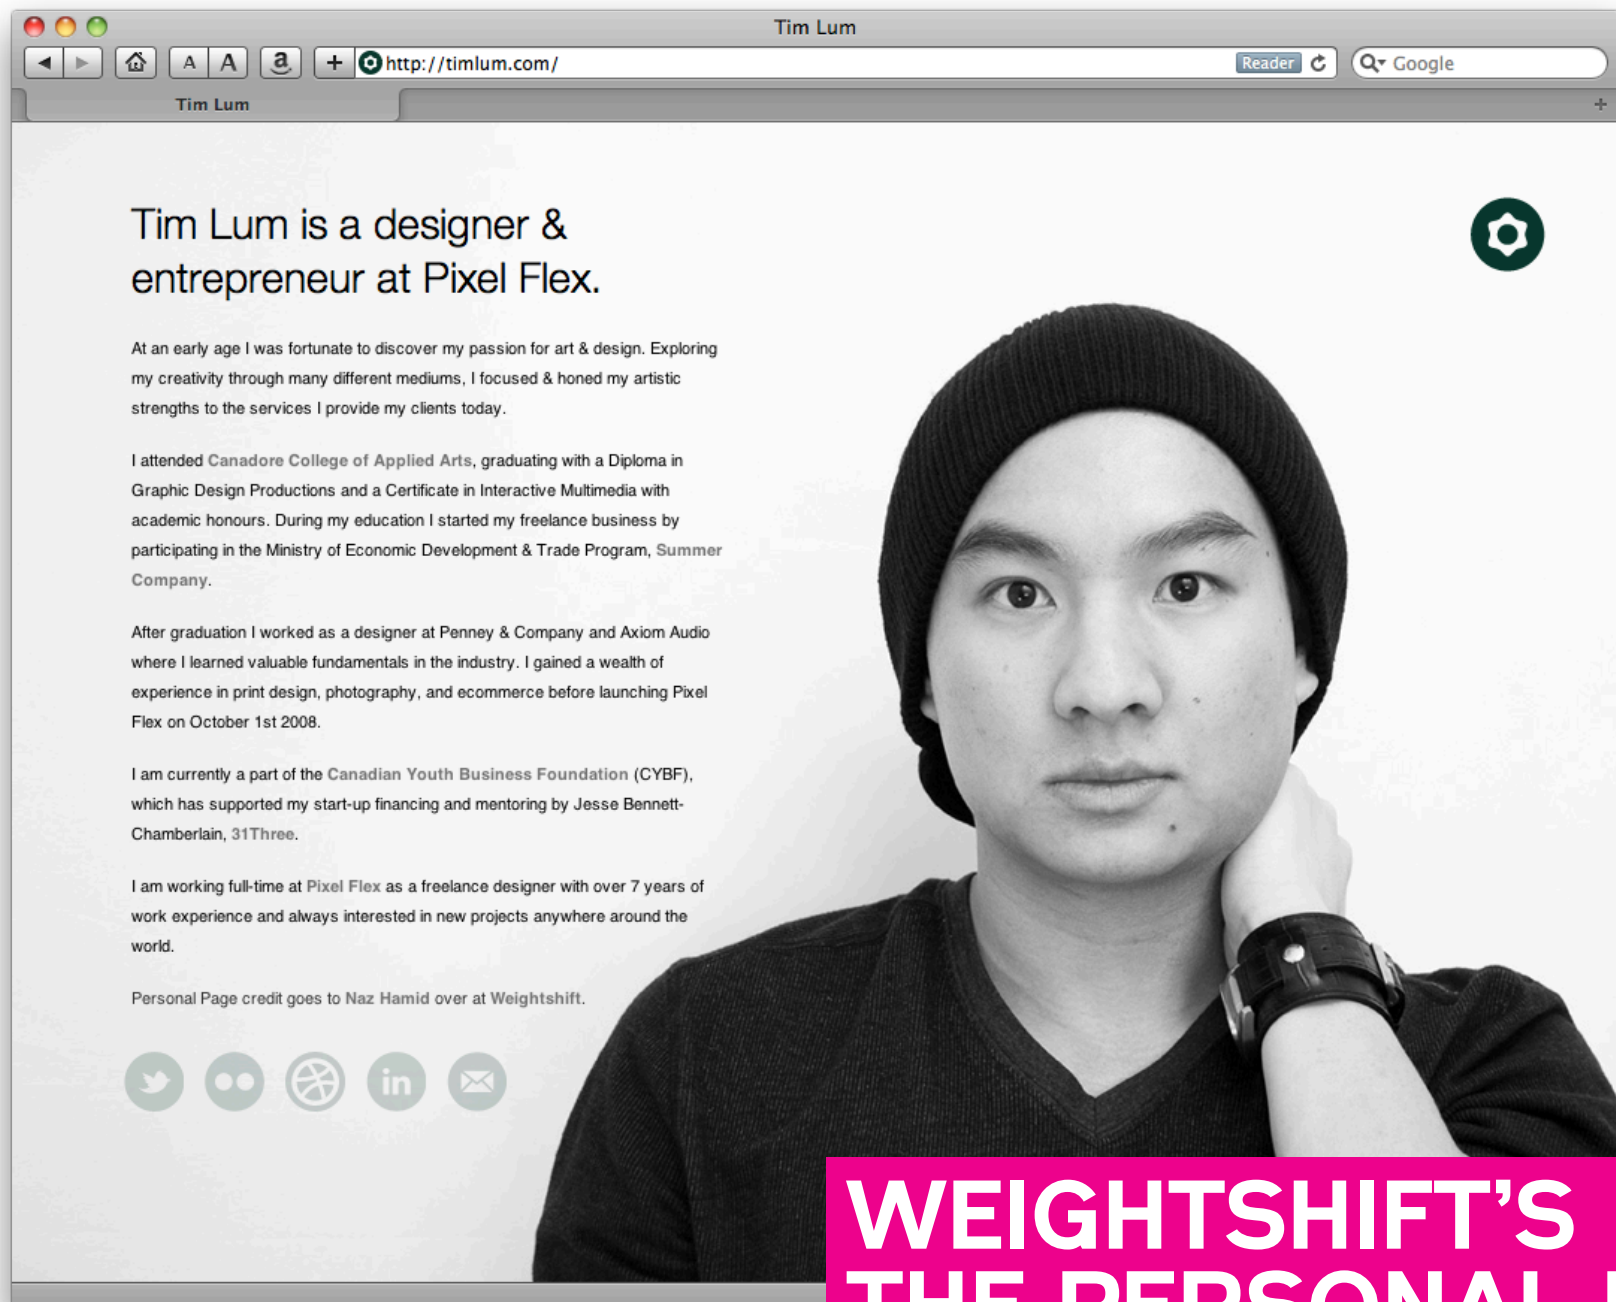 Tim Lum
A A a + http://timlum.com/ Reader Google
Tim Lum +
Tim Lum is a designer &
entrepreneur at Pixel Flex.
At an early age I was fortunate to discover my passion for art & design. Exploring
my creativity through many different mediums, I focused & honed my artistic
strengths to the services I provide my clients today.
I attended Canadore College of Applied Arts, graduating with a Diploma in
Graphic Design Productions and a Certificate in Interactive Multimedia with
academic honours. During my education I started my freelance business by
participating in the Ministry of Economic Development & Trade Program, Summer
Company.
After graduation I worked as a designer at Penney & Company and Axiom Audio
where I learned valuable fundamentals in the industry. I gained a wealth of
experience in print design, photography, and ecommerce before launching Pixel
Flex on October 1st 2008.
I am currently a part of the Canadian Youth Business Foundation (CYBF),
which has supported my start-up financing and mentoring by Jesse Bennett-
Chamberlain, 31Three.
I am working full-time at Pixel Flex as a freelance designer with over 7 years of
work experience and always interested in new projects anywhere around the
world.
Personal Page credit goes to Naz Hamid over at Weightshift.
in
WEIGHTSHIFT’S
THE PERSONAL